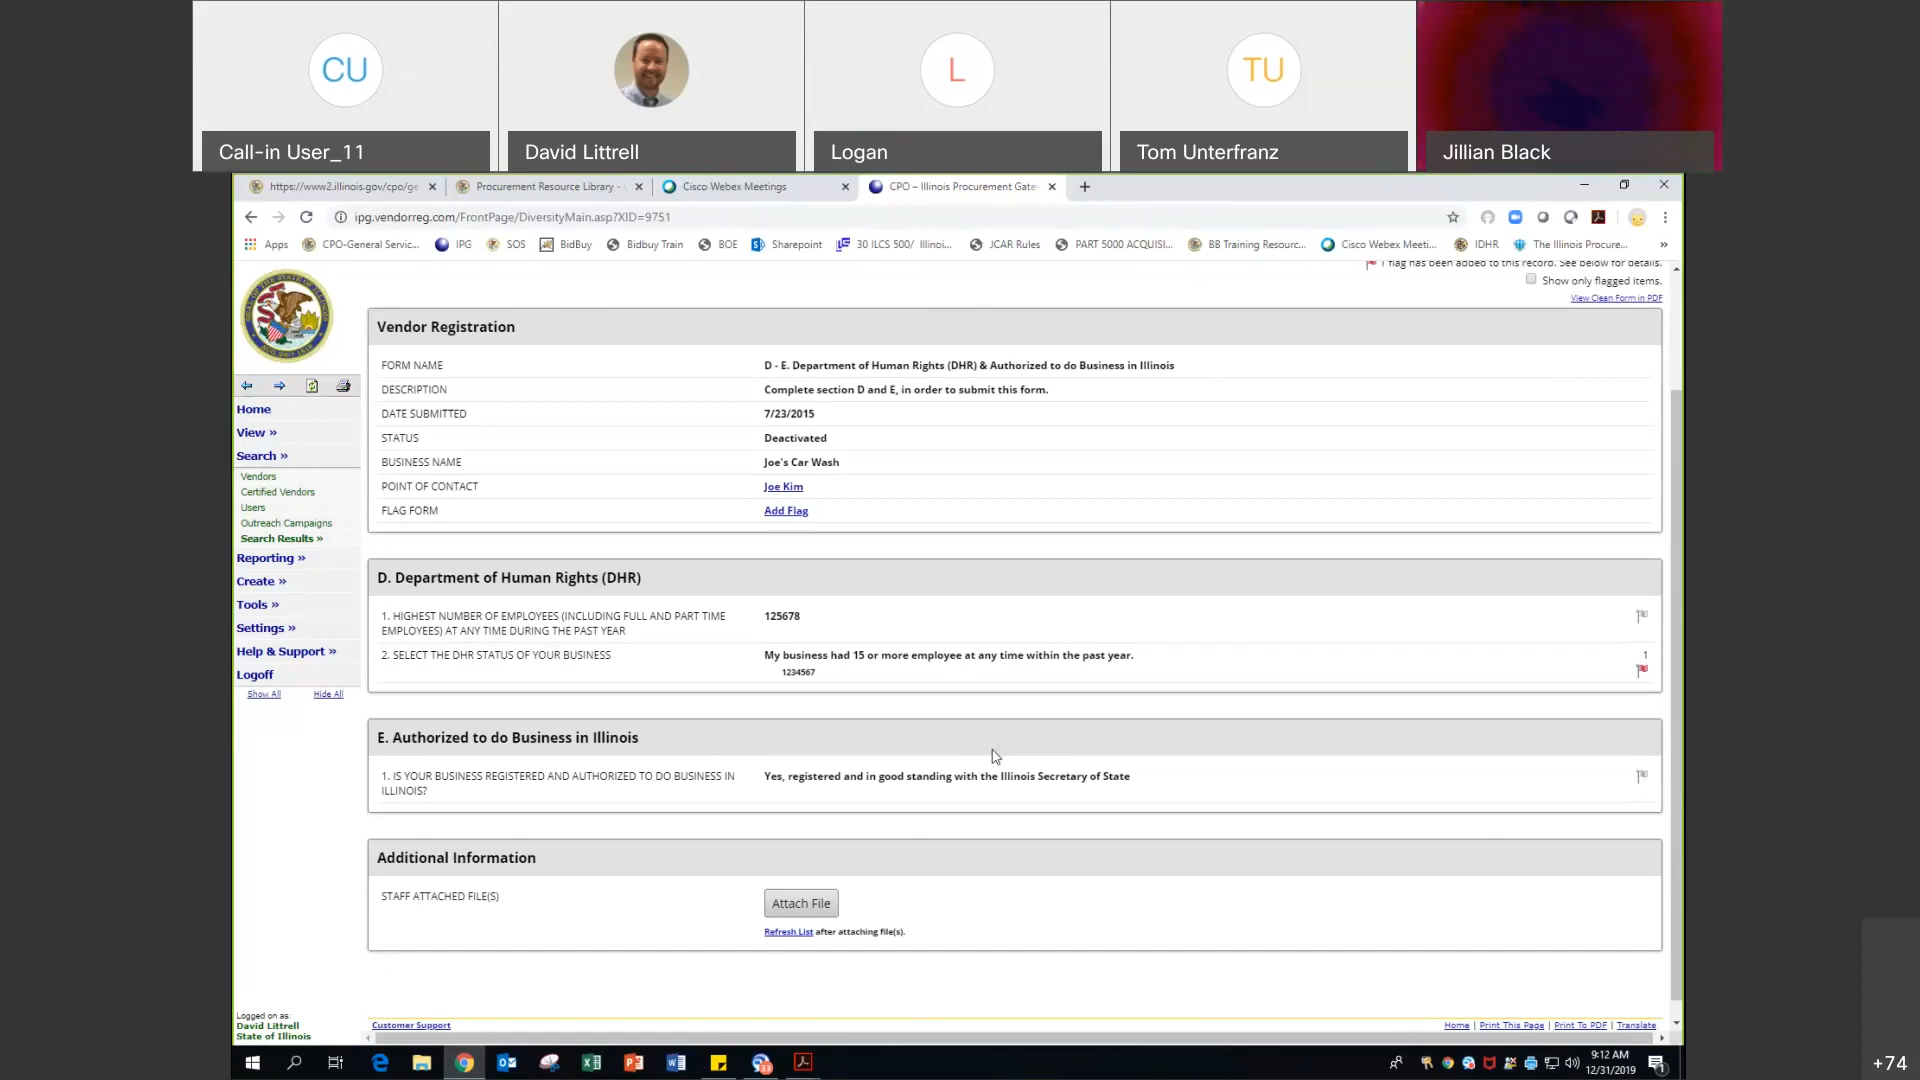 CU
L
TU
Call-in User_11
David Littrell
Logan
Tom Unterfranz
Jillian Black
https://www2.illinois.gov/cpo/ge
Procurement Resource Library -
Cisco Webex Meetings
CPO – Illinois Procurement Gate
ipg.vendorreg.com/FrontPage/DiversityMain.asp?XID=9751
Apps
CPO-General Servic...
IPG
SOS
BidBuy
Bidbuy Train
BOE
Sharepoint
30 ILCS 500/ Illinoi...
JCAR Rules
PART 5000 ACQUISI...
BB Training Resourc...
Cisco Webex Meeti...
IDHR
The Illinois Procure...
»
1 flag has been added to this record. See below for details.
Show only flagged items.
View Clean Form in PDF
Home
View »
Search »
Vendors
Certified Vendors
Users
Outreach Campaigns
Search Results »
Reporting »
Create »
Tools »
Settings »
Help & Support »
Logoff
Show All
Hide All
Vendor Registration
FORM NAME
D - E. Department of Human Rights (DHR) & Authorized to do Business in Illinois
DESCRIPTION
Complete section D and E, in order to submit this form.
DATE SUBMITTED
7/23/2015
STATUS
Deactivated
BUSINESS NAME
Joe's Car Wash
POINT OF CONTACT
Joe Kim
FLAG FORM
Add Flag
D. Department of Human Rights (DHR)
1. HIGHEST NUMBER OF EMPLOYEES (INCLUDING FULL AND PART TIME
EMPLOYEES) AT ANY TIME DURING THE PAST YEAR
125678
2. SELECT THE DHR STATUS OF YOUR BUSINESS
My business had 15 or more employee at any time within the past year.
1
1234567
E. Authorized to do Business in Illinois
1. IS YOUR BUSINESS REGISTERED AND AUTHORIZED TO DO BUSINESS IN
ILLINOIS?
Yes, registered and in good standing with the Illinois Secretary of State
Additional Information
STAFF ATTACHED FILE(S)
Attach File
Refresh List after attaching file(s).
Logged on as:
David Littrell
State of Illinois
Customer Support
Home | Print This Page | Print To PDF | Translate
9:12 AM
12/31/2019
+74